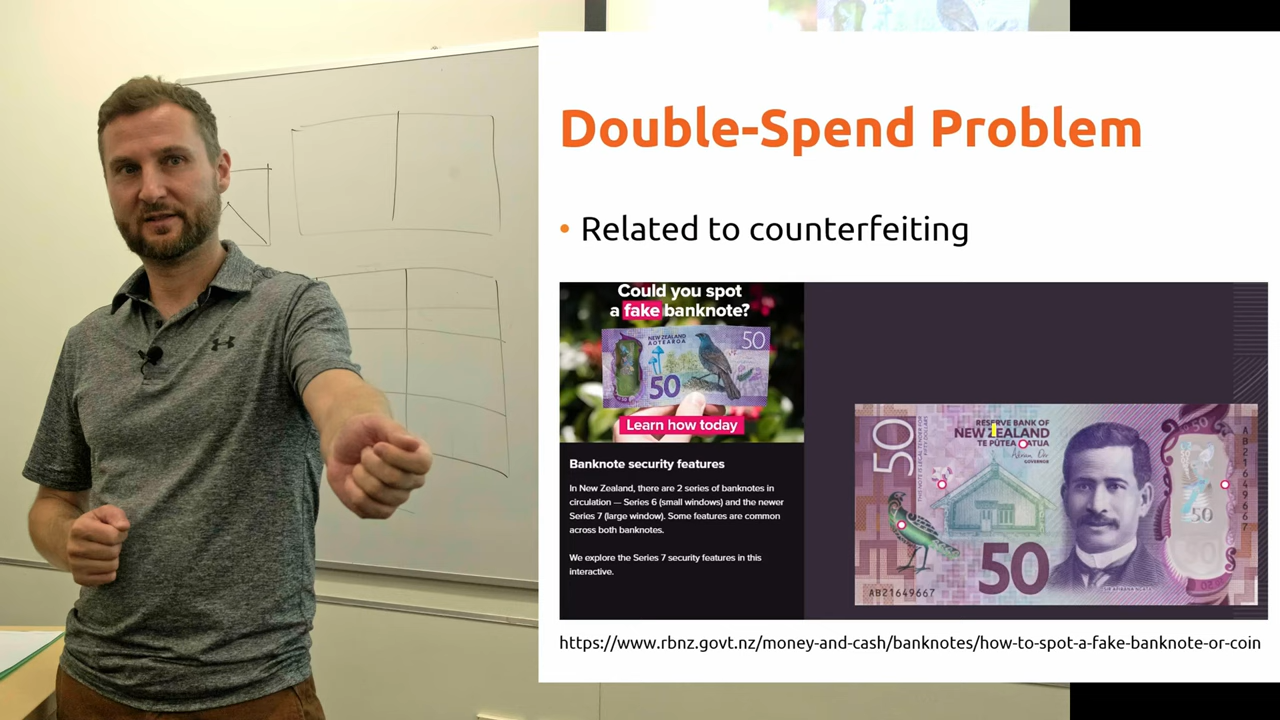 Double-Spend Problem
• Related to counterfeiting
Could you spot
a fake banknote?
NEW ZEALAND
AOTEAROA
50
50
Learn how today
Banknote security features
In New Zealand, there are 2 series of banknotes in
circulation — Series 6 (small windows) and the newer
Series 7 (large window). Some features are common
across both banknotes.
We explore the Series 7 security features in this
interactive.
50
RESERVE BANK OF
NEW ZEALAND
TE PŪTEA MATUA
GOVERNOR
50
50
50
AB21649667
AB21649667
https://www.rbnz.govt.nz/money-and-cash/banknotes/how-to-spot-a-fake-banknote-or-coin